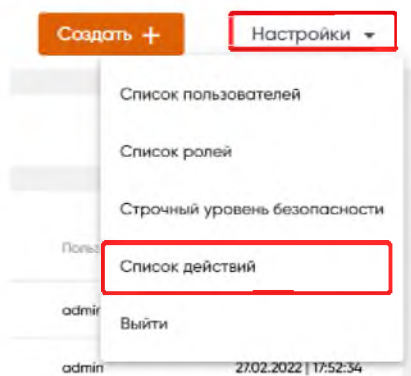 Создать + Настройки
Список пользователей
Список ролей
Строчный уровень безопасности
Список действий
Выйти
admin 27.02.2022 | 17:52:34